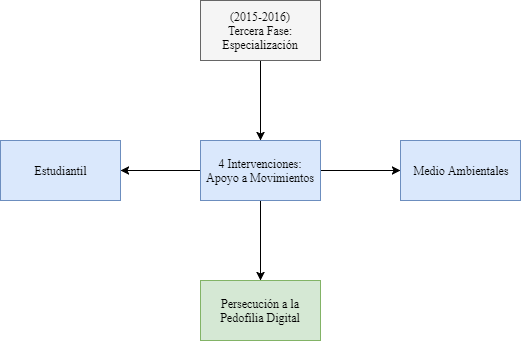 (2015-2016)
Tercera Fase:
Especialización
Estudiantil
4 Intervenciones:
Apoyo a Movimientos
Medio Ambientales
Persecución a la
Pedofilia Digital